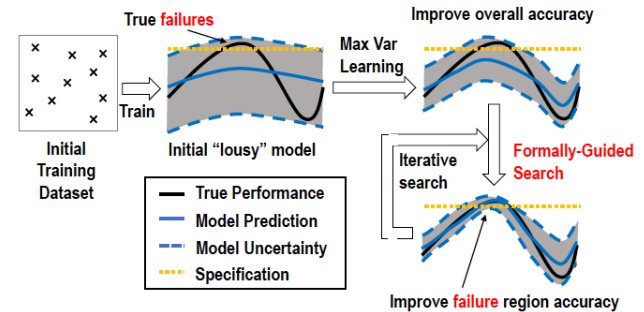 True failures
Improve overall accuracy
Max Var
Learning
Train
Initial
Training
Dataset
Initial "lousy" model
Iterative
search
Formally-Guided
Search
True Performance
Model Prediction
Model Uncertainty
Specification
Improve failure region accuracy